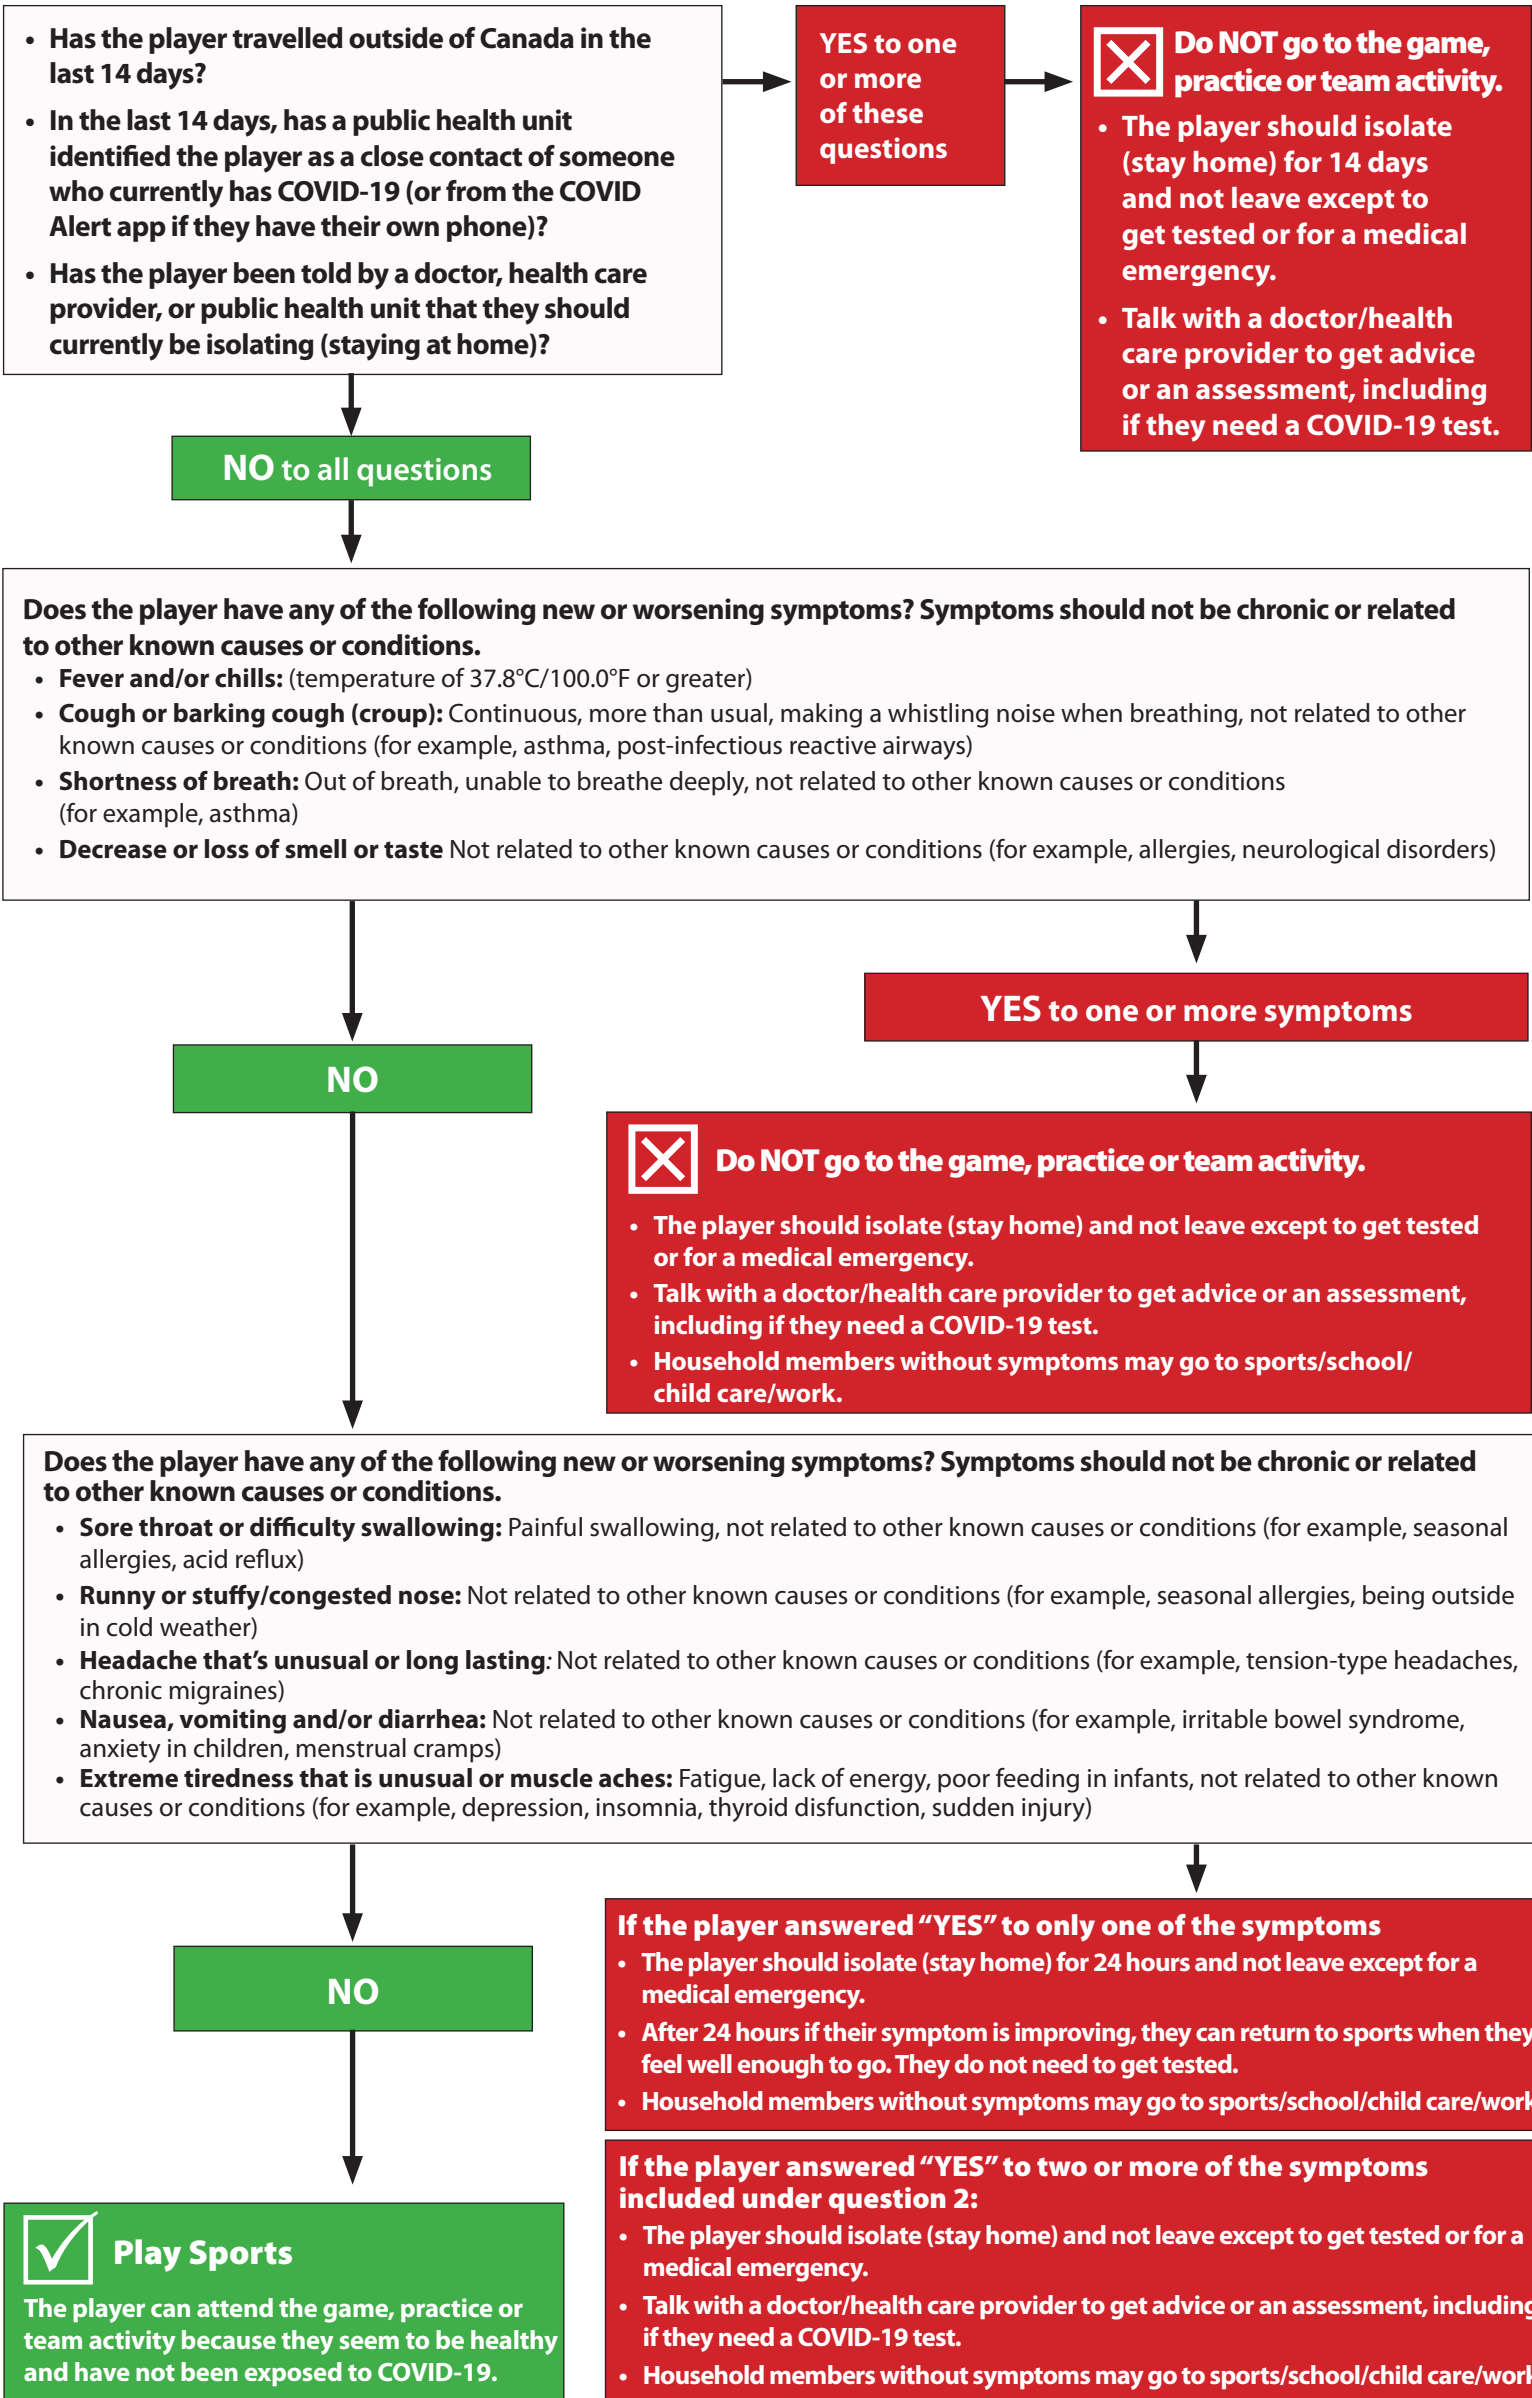 • Has the player travelled outside of Canada in the
last 14 days?
• In the last 14 days, has a public health unit
identified the player as a close contact of someone
who currently has COVID-19 (or from the COVID
Alert app if they have their own phone)?
• Has the player been told by a doctor, health care
provider, or public health unit that they should
currently be isolating (staying at home)?
YES to one
or more
of these
questions
Do NOT go to the game,
practice or team activity.
• The player should isolate
(stay home) for 14 days
and not leave except to
get tested or for a medical
emergency.
• Talk with a doctor/health
care provider to get advice
or an assessment, including
if they need a COVID-19 test.
NO to all questions
Does the player have any of the following new or worsening symptoms? Symptoms should not be chronic or related
to other known causes or conditions.
• Fever and/or chills: (temperature of 37.8°C/100.0°F or greater)
• Cough or barking cough (croup): Continuous, more than usual, making a whistling noise when breathing, not related to other
known causes or conditions (for example, asthma, post-infectious reactive airways)
• Shortness of breath: Out of breath, unable to breathe deeply, not related to other known causes or conditions
(for example, asthma)
• Decrease or loss of smell or taste Not related to other known causes or conditions (for example, allergies, neurological disorders)
YES to one or more symptoms
NO
Do NOT go to the game, practice or team activity.
• The player should isolate (stay home) and not leave except to get tested
or for a medical emergency.
• Talk with a doctor/health care provider to get advice or an assessment,
including if they need a COVID-19 test.
• Household members without symptoms may go to sports/school/
child care/work.
Does the player have any of the following new or worsening symptoms? Symptoms should not be chronic or related
to other known causes or conditions.
• Sore throat or difficulty swallowing: Painful swallowing, not related to other known causes or conditions (for example, seasonal
allergies, acid reflux)
• Runny or stuffy/congested nose: Not related to other known causes or conditions (for example, seasonal allergies, being outside
in cold weather)
• Headache that's unusual or long lasting: Not related to other known causes or conditions (for example, tension-type headaches,
chronic migraines)
• Nausea, vomiting and/or diarrhea: Not related to other known causes or conditions (for example, irritable bowel syndrome,
anxiety in children, menstrual cramps)
• Extreme tiredness that is unusual or muscle aches: Fatigue, lack of energy, poor feeding in infants, not related to other known
causes or conditions (for example, depression, insomnia, thyroid disfunction, sudden injury)
NO
If the player answered “YES” to only one of the symptoms
• The player should isolate (stay home) for 24 hours and not leave except for a
medical emergency.
• After 24 hours if their symptom is improving, they can return to sports when they
feel well enough to go. They do not need to get tested.
• Household members without symptoms may go to sports/school/child care/work
If the player answered “YES” to two or more of the symptoms
included under question 2:
• The player should isolate (stay home) and not leave except to get tested or for a
medical emergency.
• Talk with a doctor/health care provider to get advice or an assessment, including
if they need a COVID-19 test.
• Household members without symptoms may go to sports/school/child care/work
Play Sports
The player can attend the game, practice or
team activity because they seem to be healthy
and have not been exposed to COVID-19.